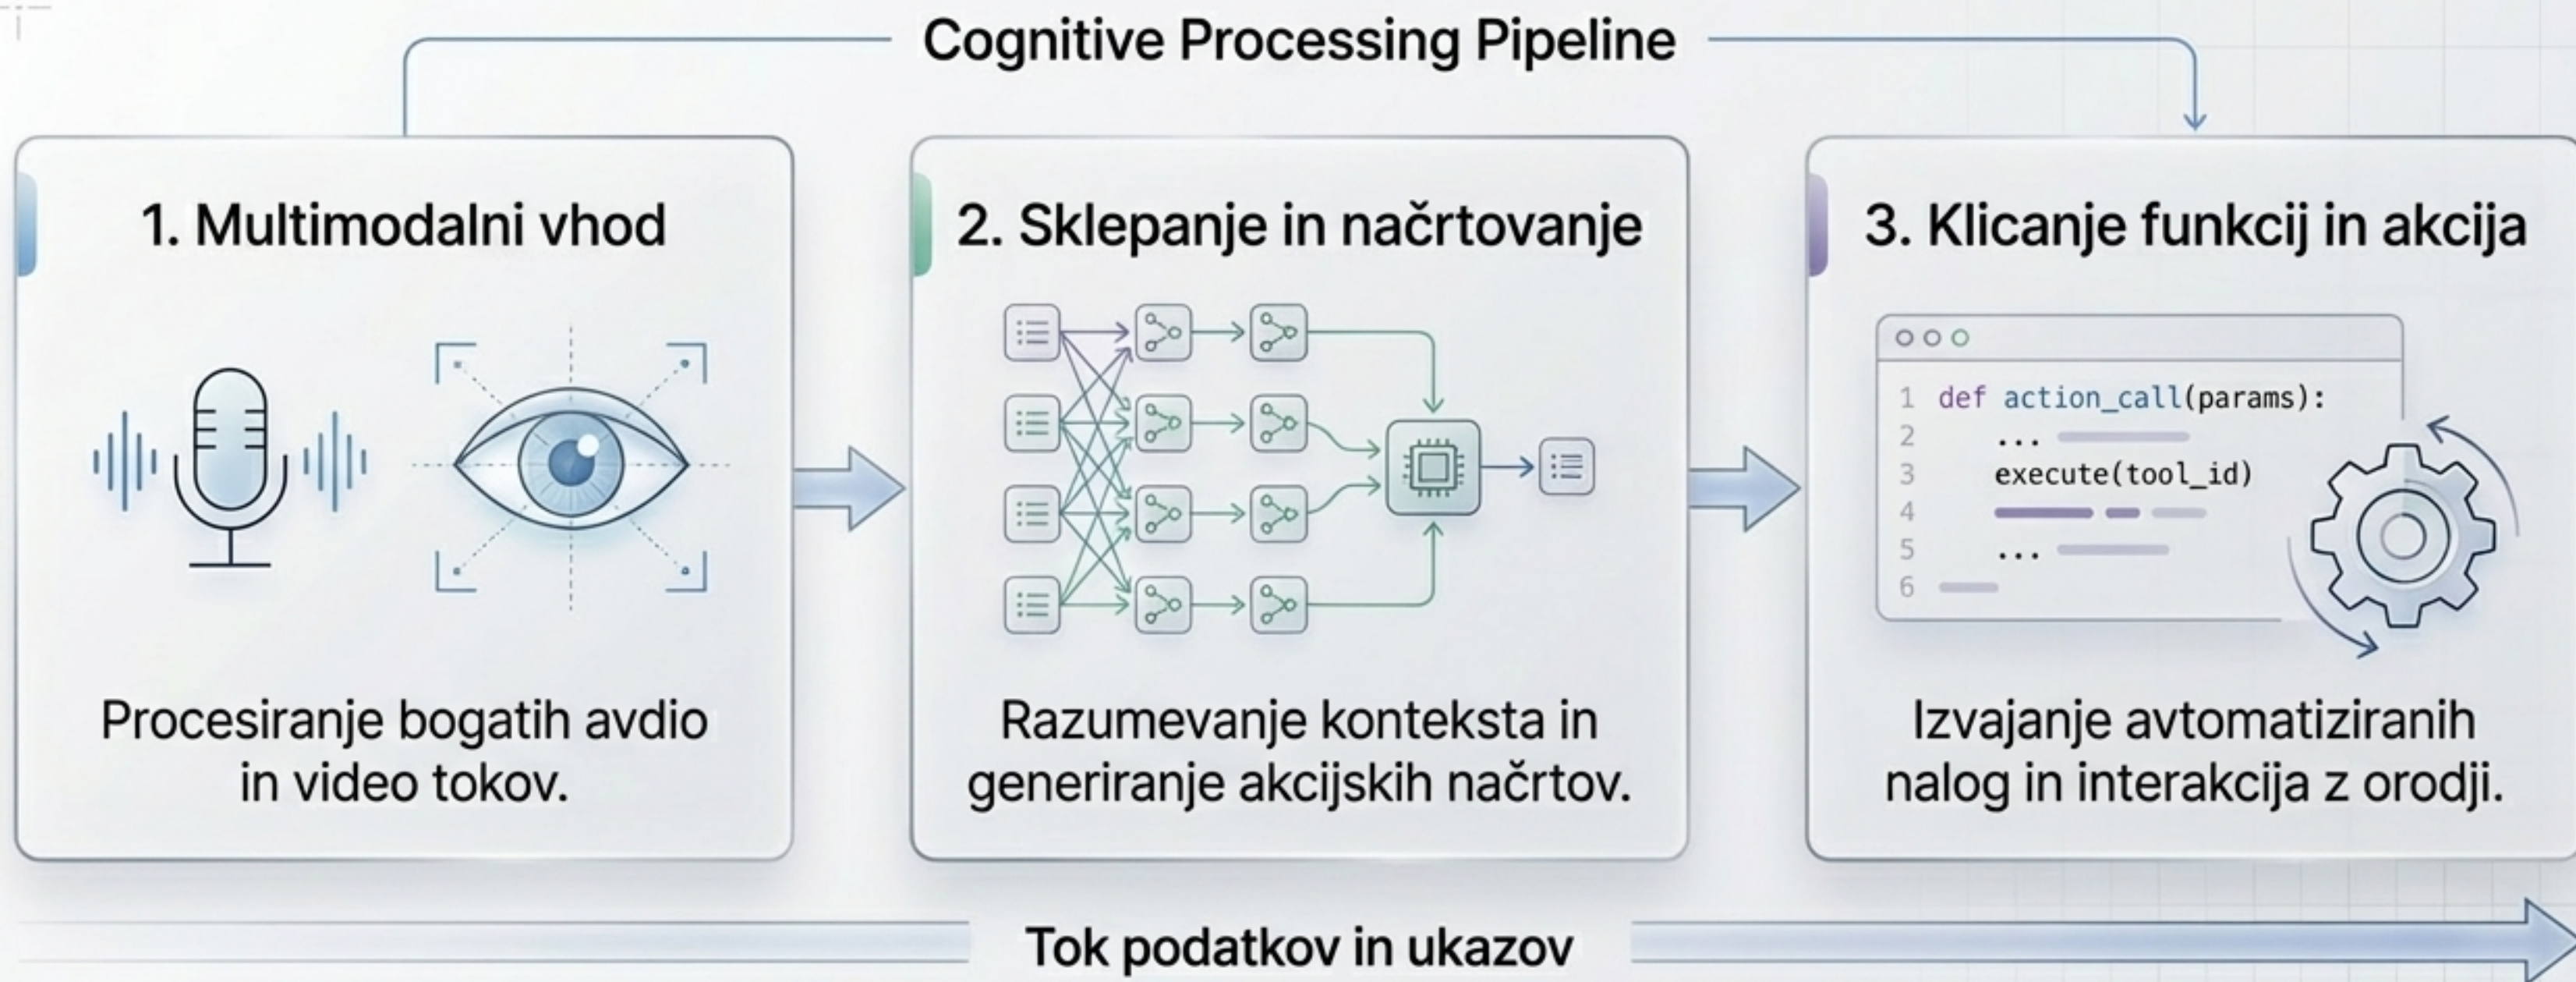 Cognitive Processing Pipeline
1. Multimodalni vhod
Procesiranje bogatih avdio
in video tokov.
2. Sklepanje in načrtovanje
Razumevanje konteksta in
generiranje akcijskih načrtov.
3. Klicanje funkcij in akcija
1 def action_call(params):
2 ...
3 execute(tool_id)
4
5 ...
6
Izvajanje avtomatiziranih
nalog in interakcija z orodji.
Tok podatkov in ukazov